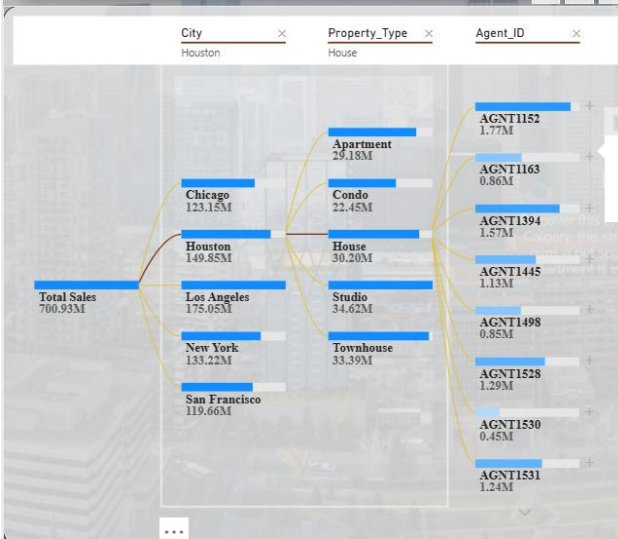 City × Property_Type × Agent_ID ×
Houston House
Total Sales
700.93M
Chicago
123.15M
Houston
149.85M
Los Angeles
175.05M
New York
133.22M
San Francisco
119.66M
Apartment
29.18M
Condo
22.45M
House
30.20M
Studio
34.62M
Townhouse
33.39M
AGNT1152
1.77M
AGNT1163
0.86M
AGNT1394
1.57M
AGNT1445
1.13M
AGNT1498
0.85M
AGNT1528
1.29M
AGNT1530
0.45M
AGNT1531
1.24M